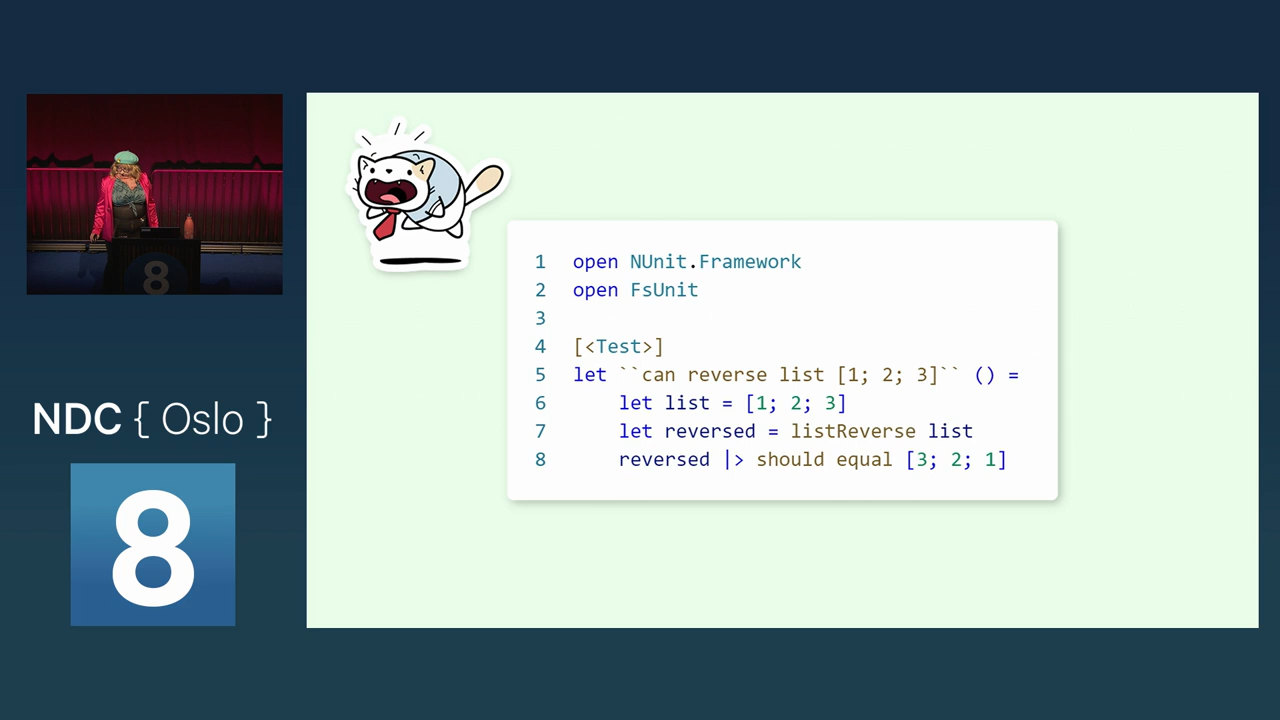 8
NDC { Oslo }
8
1 open NUnit.Framework
2 open FsUnit
3
4 [<Test>]
5 let ``can reverse list [1; 2; 3]`` () =
6     let list = [1; 2; 3]
7     let reversed = listReverse list
8     reversed |> should equal [3; 2; 1]